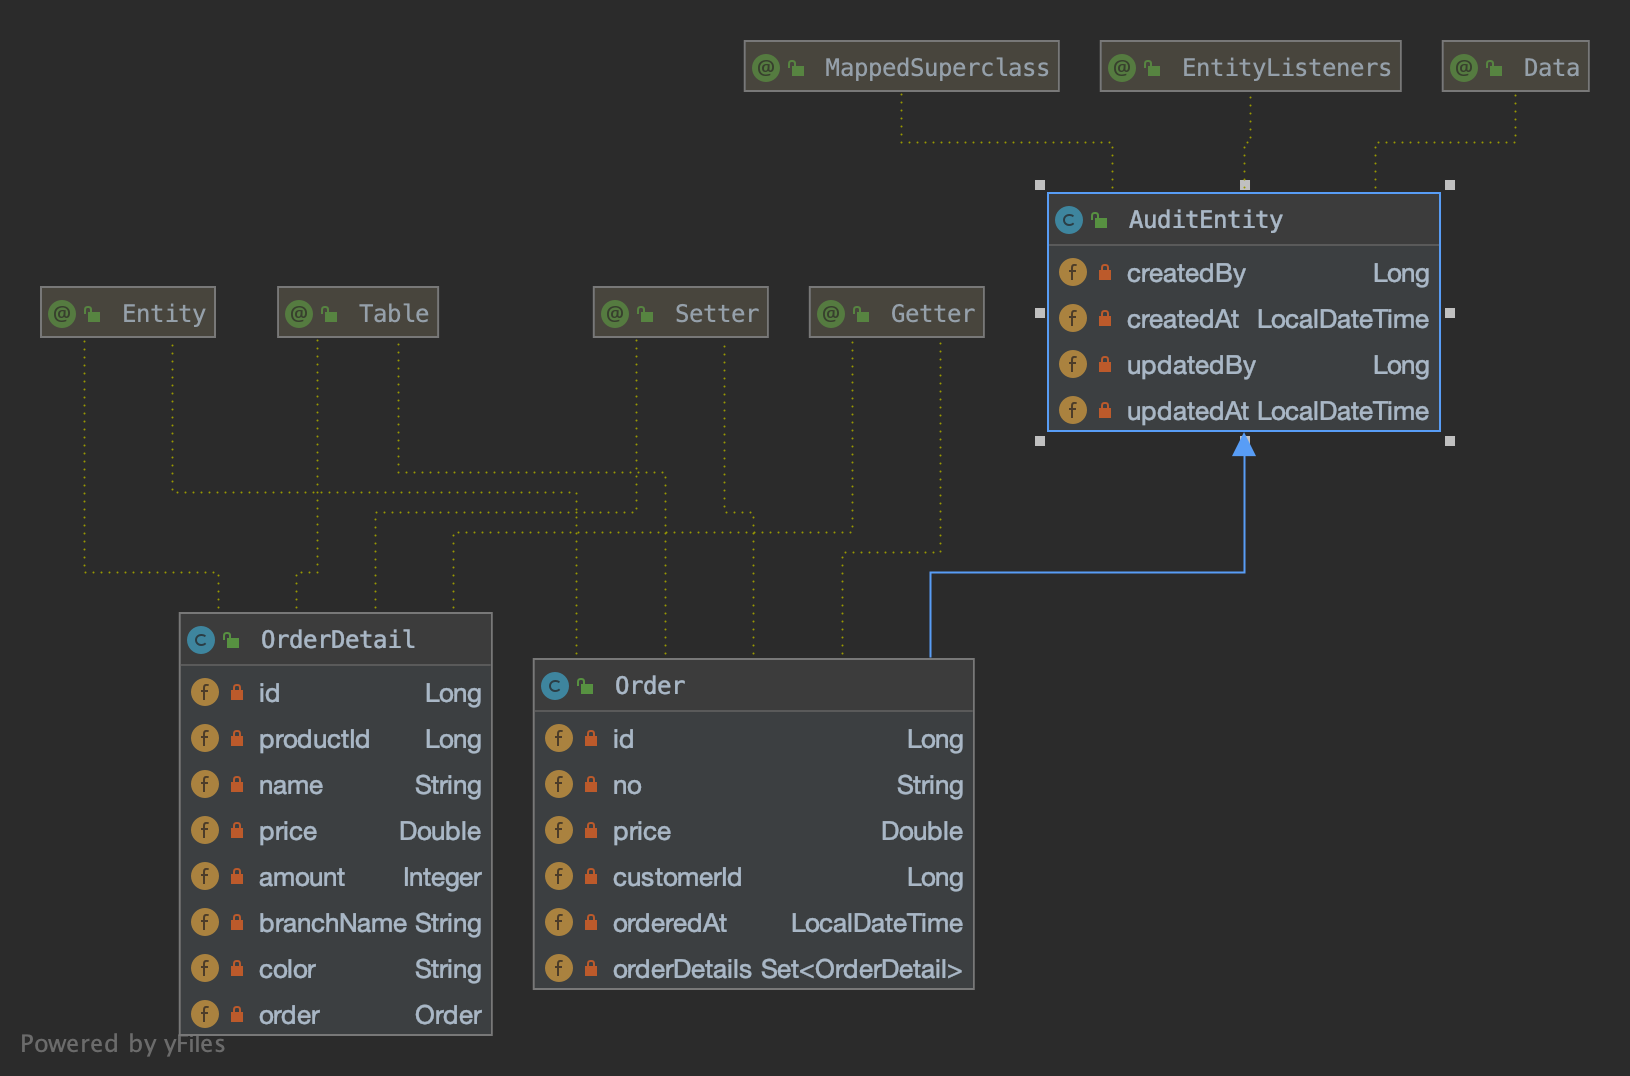 MappedSuperclass
EntityListeners
Data
AuditEntity
createdBy Long
createdAt LocalDateTime
updatedBy Long
updatedAt LocalDateTime
Entity
Table
Setter
Getter
OrderDetail
id Long
productId Long
name String
price Double
amount Integer
branchName String
color String
order Order
Order
id Long
no String
price Double
customerId Long
orderedAt LocalDateTime
orderDetails Set<OrderDetail>
Powered by yFiles